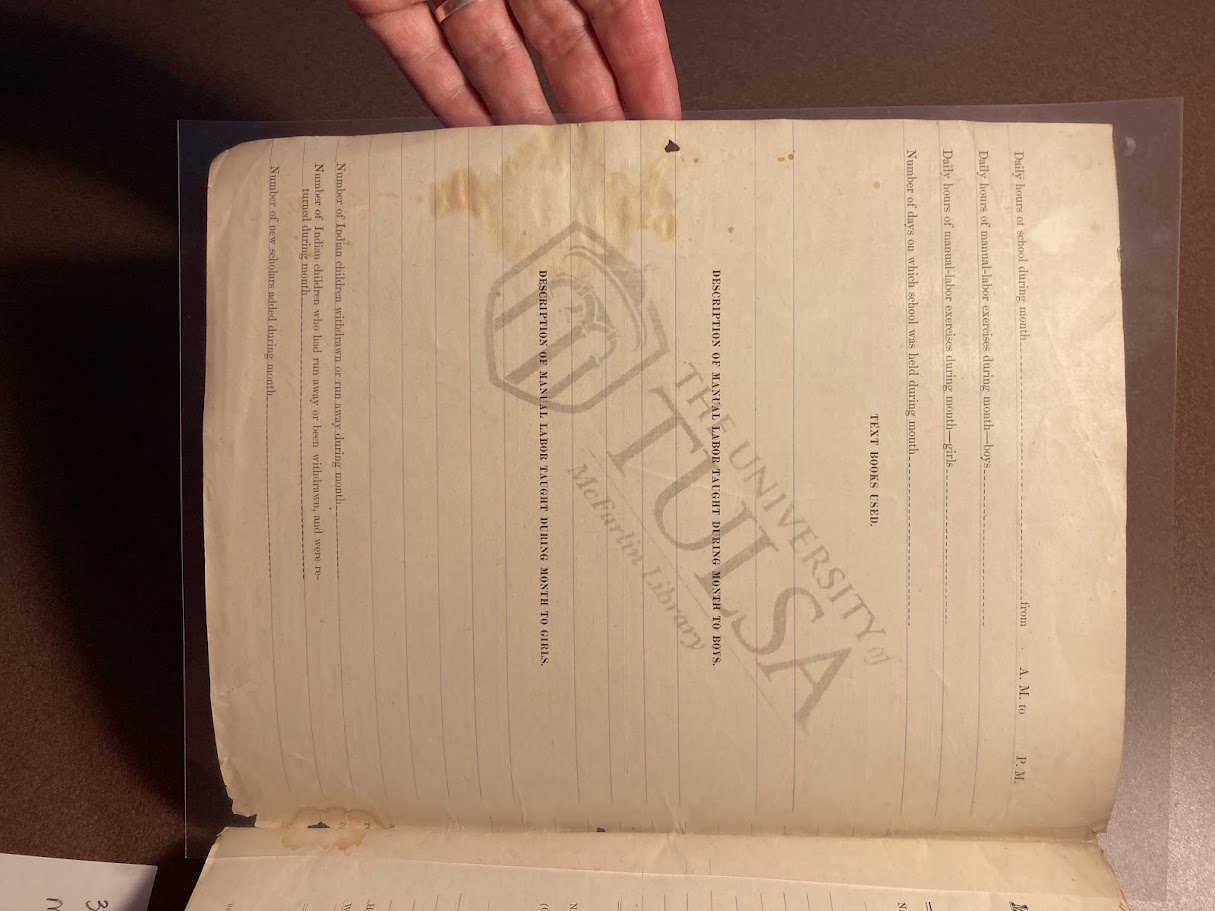 Daily hours of school during month from A. M. to P. M.
Daily hours of manual-labor exercises during month—boys
Daily hours of manual-labor exercises during month—girls
Number of days on which school was held during month
TEXT BOOKS USED.
THE UNIVERSITY of
TULSA
McFarlin Library
DESCRIPTION OF MANUAL LABOR TAUGHT DURING MONTH TO BOYS.
DESCRIPTION OF MANUAL LABOR TAUGHT DURING MONTH TO GIRLS.
Number of Indian children withdrawn or run away during month
Number of Indian children who had run away or been withdrawn, and were re-
turned during month
Number of new scholars added during month